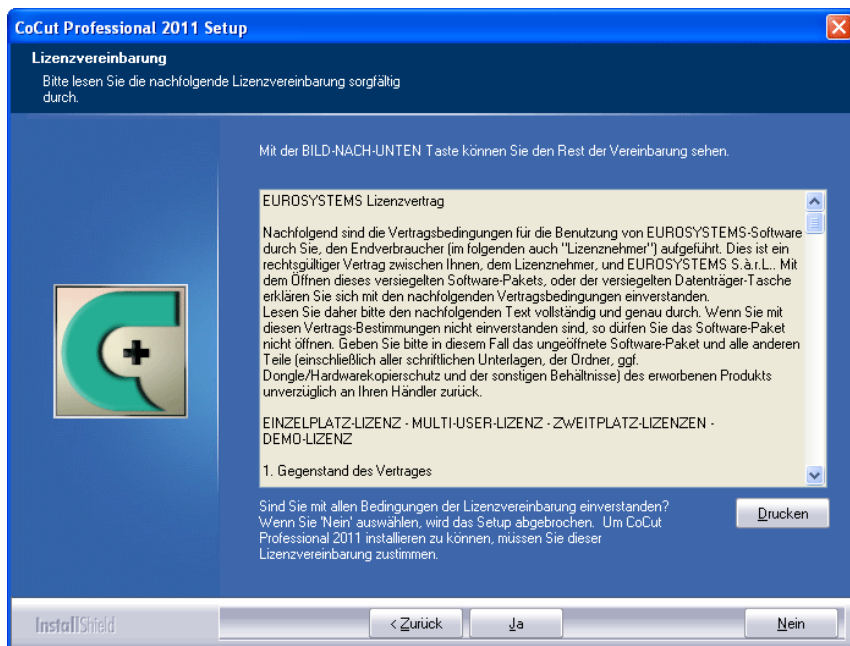 CoCut Professional 2011 Setup
Lizenzvereinbarung
Bitte lesen Sie die nachfolgende Lizenzvereinbarung sorgfältig
durch.
Mit der BILD-NACH-UNTEN Taste können Sie den Rest der Vereinbarung sehen.
EUROSYSTEMS Lizenzvertrag
Nachfolgend sind die Vertragsbedingungen für die Benutzung von EUROSYSTEMS-Software
durch Sie, den Endverbraucher (im folgenden auch "Lizenznehmer") aufgeführt. Dies ist ein
rechtsgültiger Vertrag zwischen Ihnen, dem Lizenznehmer, und EUROSYSTEMS S.à.r.L.. Mit
dem Öffnen dieses versiegelten Software-Pakets, oder der versiegelten Datenträger-Tasche
erklären Sie sich mit den nachfolgenden Vertragsbedingungen einverstanden.
Lesen Sie daher bitte den nachfolgenden Text vollständig und genau durch. Wenn Sie mit
diesen Vertrags-Bestimmungen nicht einverstanden sind, so dürfen Sie das Software-Paket
nicht öffnen. Geben Sie bitte in diesem Fall das ungeöffnete Software-Paket und alle anderen
Teile (einschließlich aller schriftlichen Unterlagen, der Ordner, ggf.
Dongle/Hardwarekopierschutz und der sonstigen Behältnisse) des erworbenen Produkts
unverzüglich an Ihren Händler zurück.
EINZELPLATZ-LIZENZ - MULTI-USER-LIZENZ - ZWEITPLATZ-LIZENZEN -
DEMO-LIZENZ
1. Gegenstand des Vertrages
Sind Sie mit allen Bedingungen der Lizenzvereinbarung einverstanden?
Wenn Sie 'Nein' auswählen, wird das Setup abgebrochen.  Um CoCut
Professional 2011 installieren zu können, müssen Sie dieser
Lizenzvereinbarung zustimmen.
Drucken
InstallShield
< Zurück
Ja
Nein